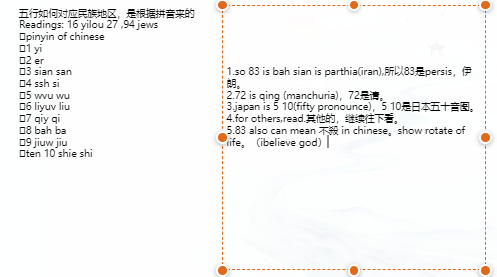 五行如何对应民族地区，是根据拼音来的
Readings: 16 yilou 27 ,94 jews
□pinyin of chinese
□1 yi
□2 er
□3 sian san
□4 ssh si
□5 wvu wu
□6 liyuv liu
□7 qiy qi
□8 bah ba
□9 jiuw jiu
□ten 10 shie shi
1.so 83 is bah sian is parthia(iran),所以83是persis，伊
朗。
2.72 is qing (manchuria)，72是请。
3.japan is 5 10(fifty pronounce)，5 10是日本五十音图。
4.for others,read.其他的，继续往下看。
5.83 also can mean 不殺 in chinese。show rotate of
life。（ibelieve god）